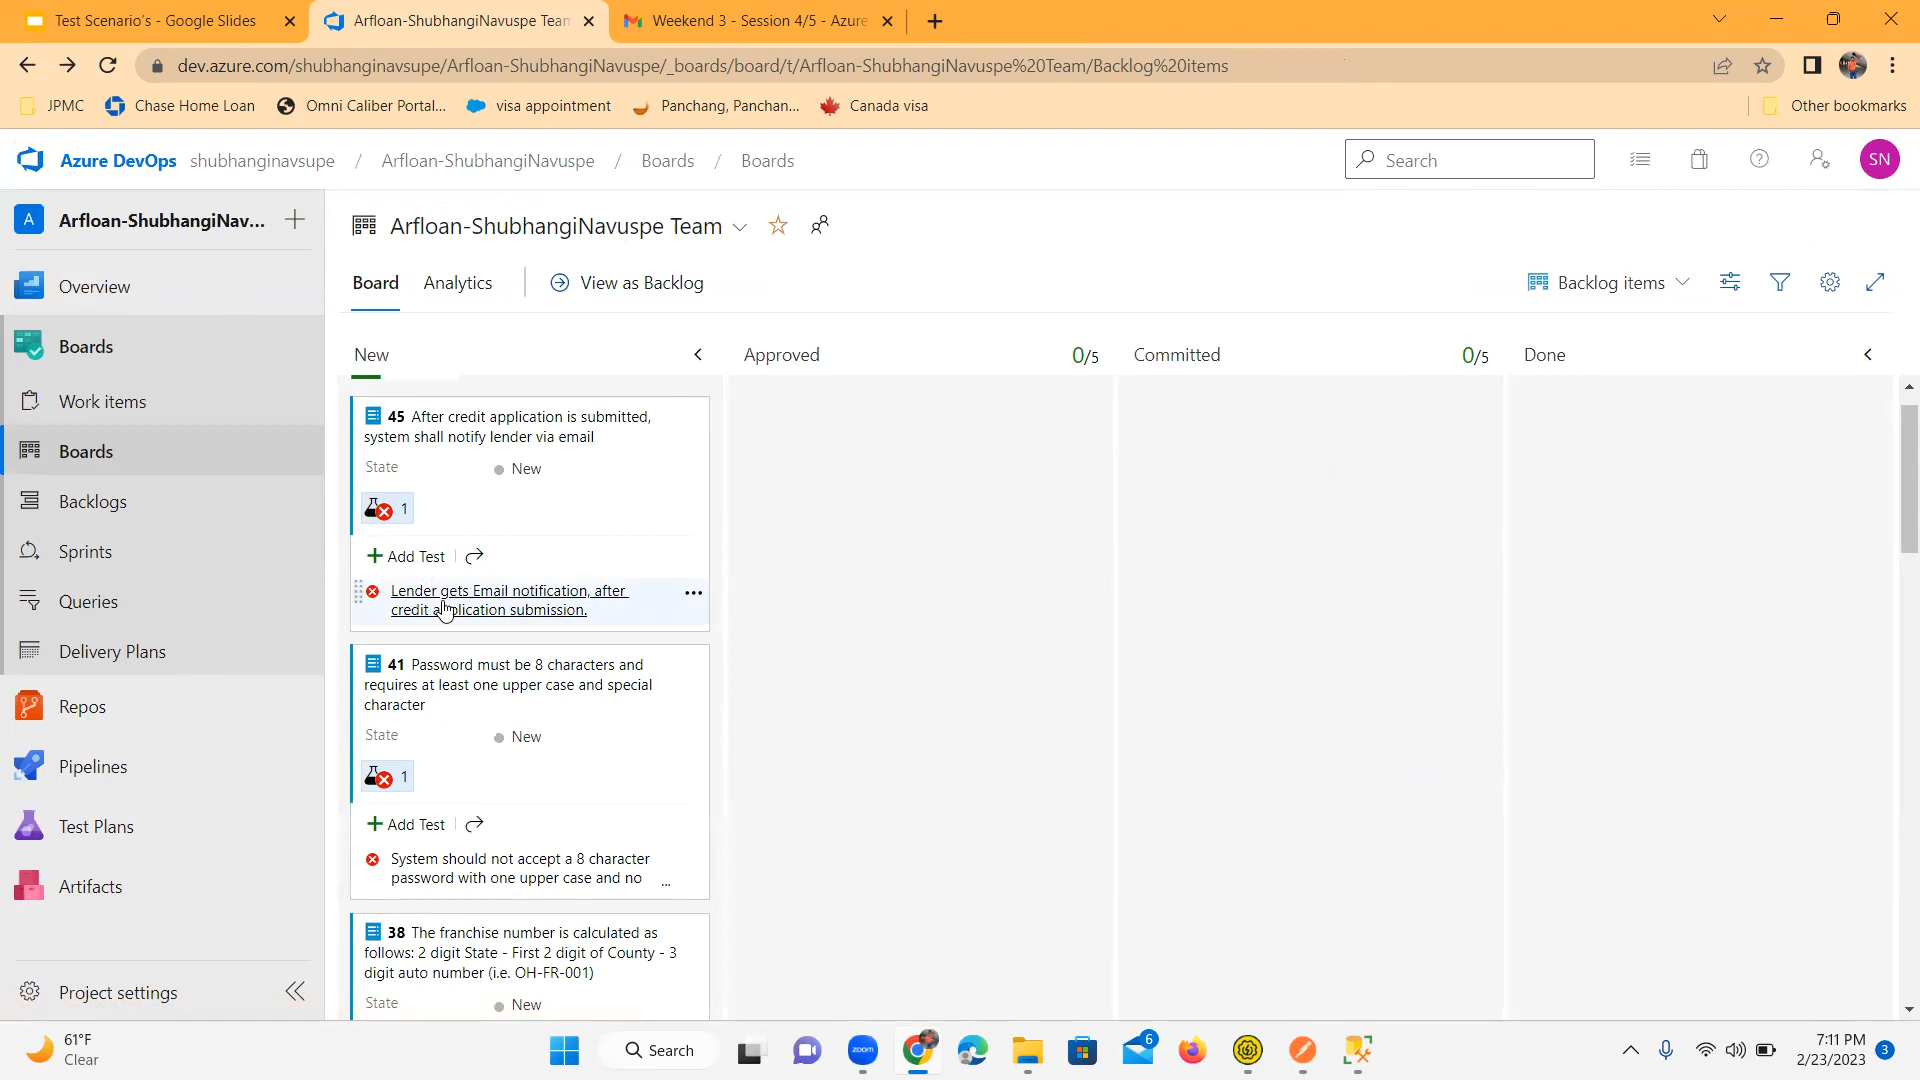 Test Scenario's - Google Slides
Arfloan-ShubhangiNavuspe Tean
Weekend 3 - Session 4/5 - Azure
dev.azure.com/shubhanginavsupe/Arfloan-ShubhangiNavuspe/_boards/board/t/Arfloan-ShubhangiNavuspe%20Team/Backlog%20items
JPMC
Chase Home Loan
Omni Caliber Portal...
visa appointment
Panchang, Panchan...
Canada visa
Other bookmarks
Azure DevOps
shubhanginavsupe / Arfloan-ShubhangiNavuspe / Boards / Boards
Search
SN
A
Arfloan-ShubhangiNav...
Overview
Boards
Work items
Boards
Backlogs
Sprints
Queries
Delivery Plans
Repos
Pipelines
Test Plans
Artifacts
Project settings
Arfloan-ShubhangiNavuspe Team
Board
Analytics
View as Backlog
Backlog items
New
Approved
0/5
Committed
0/5
Done
45 After credit application is submitted,
system shall notify lender via email
State
New
1
Add Test
Lender gets Email notification, after
credit application submission.
41 Password must be 8 characters and
requires at least one upper case and special
character
State
New
1
Add Test
System should not accept a 8 character
password with one upper case and no ...
38 The franchise number is calculated as
follows: 2 digit State - First 2 digit of County - 3
digit auto number (i.e. OH-FR-001)
State
New
61°F
Clear
Search
zoom
6
7:11 PM
2/23/2023
3